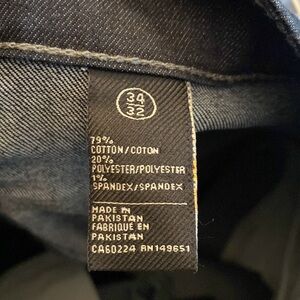 34
32
79%
COTTON/COTON
20%
POLYESTER/POLYESTER
1%
SPANDEX/SPANDEX
MADE IN
PAKISTAN
FABRIQUE EN
PAKISTAN
CA60224 RN149651